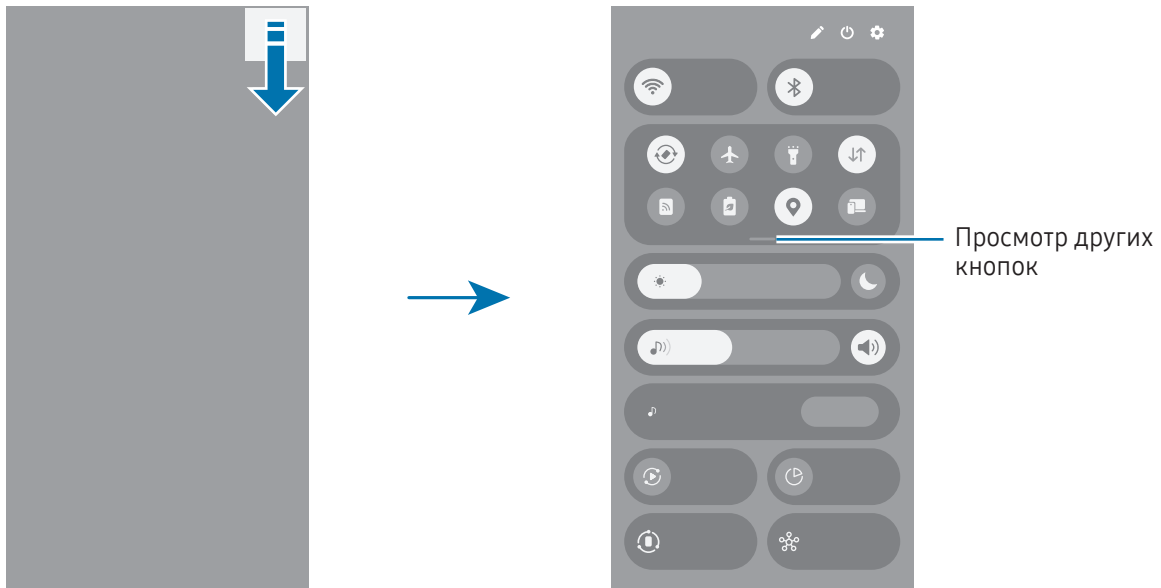 Просмотр других
кнопок